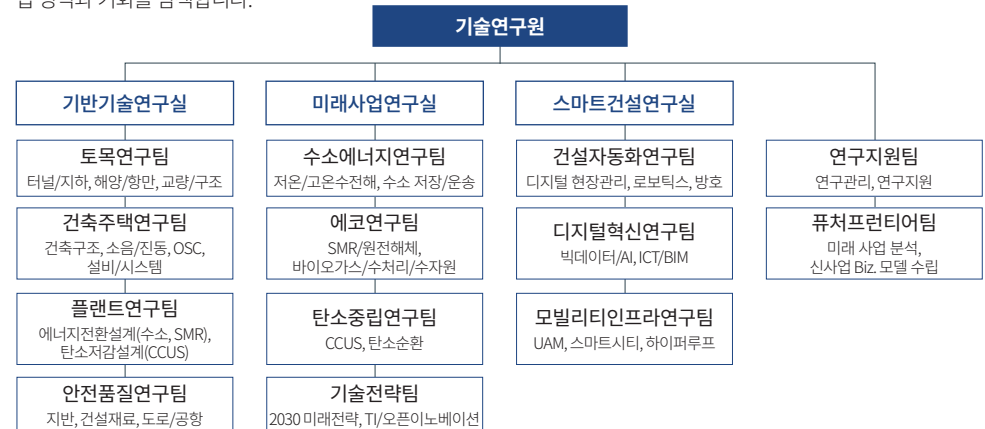 법 정책과 기회를 탐색합니다.
기술연구원
기반기술연구실
토목연구팀
터널/지하, 해양/항만, 교량/구조
건축주택연구팀
건축구조, 소음/진동, OSC,
설비/시스템
플랜트연구팀
에너지전환설계(수소, SMR),
탄소저감설계(CCUS)
안전품질연구팀
지반, 건설재료, 도로/공항
미래사업연구실
수소에너지연구팀
저온/고온수전해, 수소 저장/운송
에코연구팀
SMR/원전해체,
바이오가스/수처리/수자원
탄소중립연구팀
CCUS, 탄소순환
기술전략팀
2030 미래전략, TI/오픈이노베이션
스마트건설연구실
건설자동화연구팀
디지털 현장관리, 로보틱스, 방호
디지털혁신연구팀
빅데이터/AI, ICT/BIM
모빌리티인프라연구팀
UAM, 스마트시티, 하이퍼루프
연구지원팀
연구관리, 연구지원
퓨처프런티어팀
미래 사업 분석,
신사업 Biz. 모델 수립